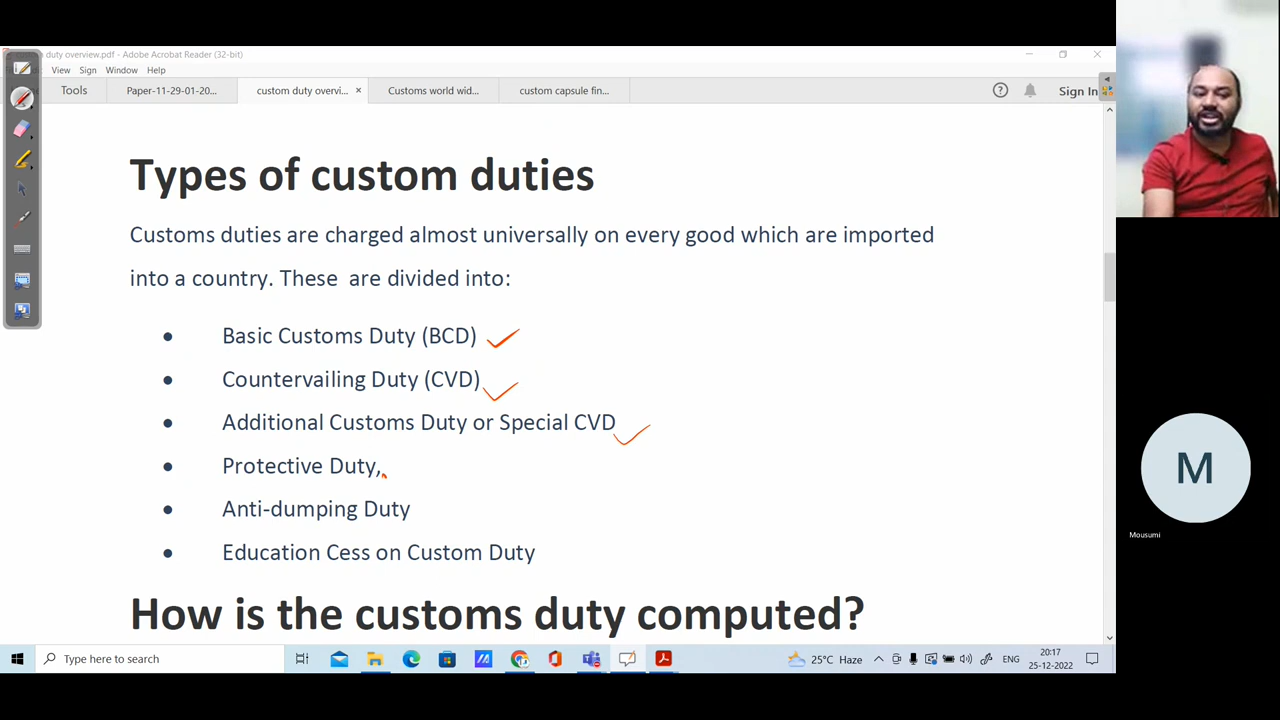 duty overview.pdf - Adobe Acrobat Reader (32-bit)
View Sign Window Help
Tools Paper-11-29-01-20... custom duty overvi... × Customs world wid... custom capsule fin... Sign In
Types of custom duties
Customs duties are charged almost universally on every good which are imported
into a country. These are divided into:
• Basic Customs Duty (BCD)
• Countervailing Duty (CVD)
• Additional Customs Duty or Special CVD
• Protective Duty,
• Anti-dumping Duty
• Education Cess on Custom Duty
How is the customs duty computed?
M
Mousumi
Type here to search
25°C Haze
ENG
20:17
25-12-2022